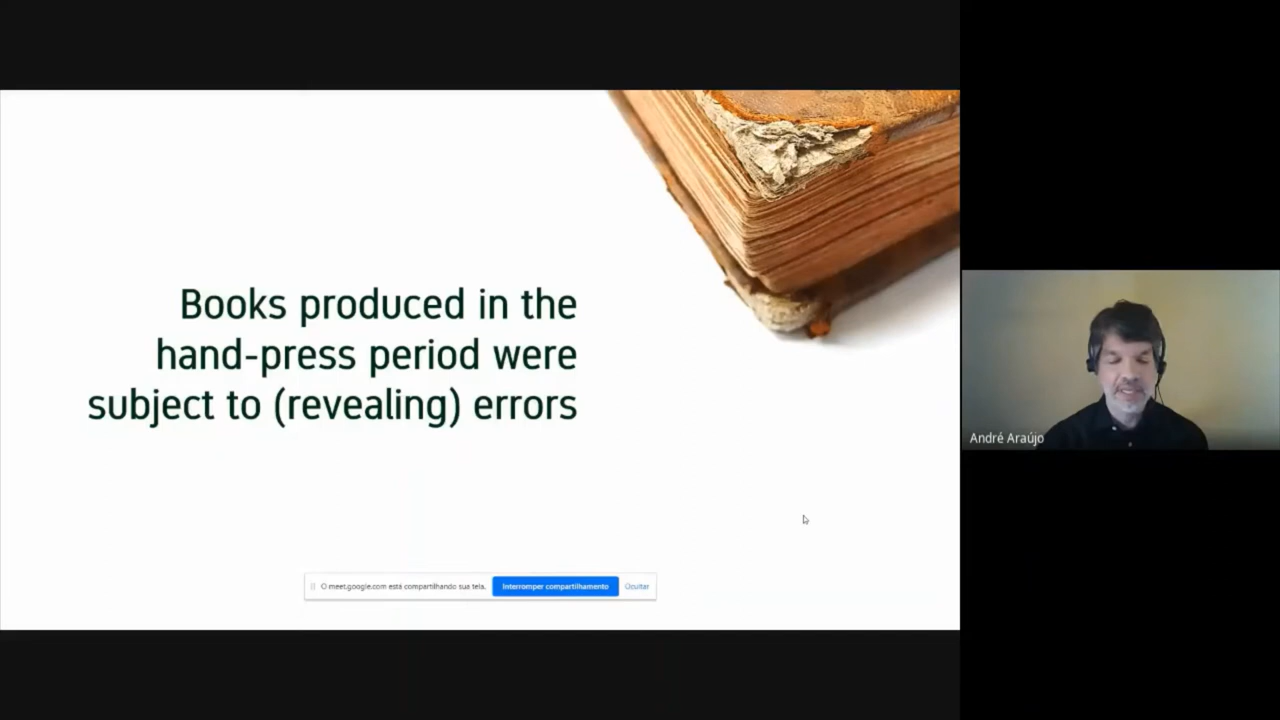 Books produced in the
hand-press period were
subject to (revealing) errors
André Araújo
O meet.google.com está compartilhando sua tela.
Interromper compartilhamento
Ocultar